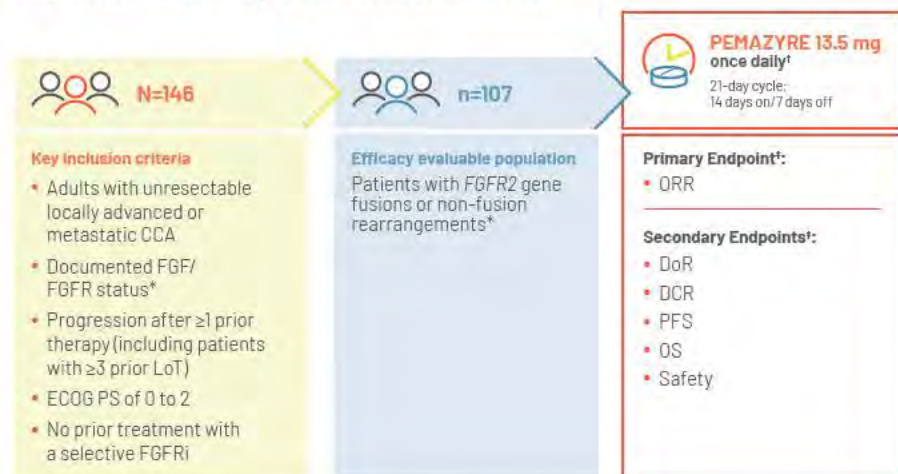 N=146
n=107
PEMAZYRE 13.5 mg
once daily†
21-day cycle:
14 days on/7 days off
Key inclusion criteria
• Adults with unresectable
locally advanced or
metastatic CCA
• Documented FGF/
FGFR status*
• Progression after ≥1 prior
therapy (including patients
with ≥3 prior LoT)
• ECOG PS of 0 to 2
• No prior treatment with
a selective FGFRi
Efficacy evaluable population
Patients with FGFR2 gene
fusions or non-fusion
rearrangements*
Primary Endpoint‡:
• ORR
Secondary Endpoints‡:
• DoR
• DCR
• PFS
• OS
• Safety